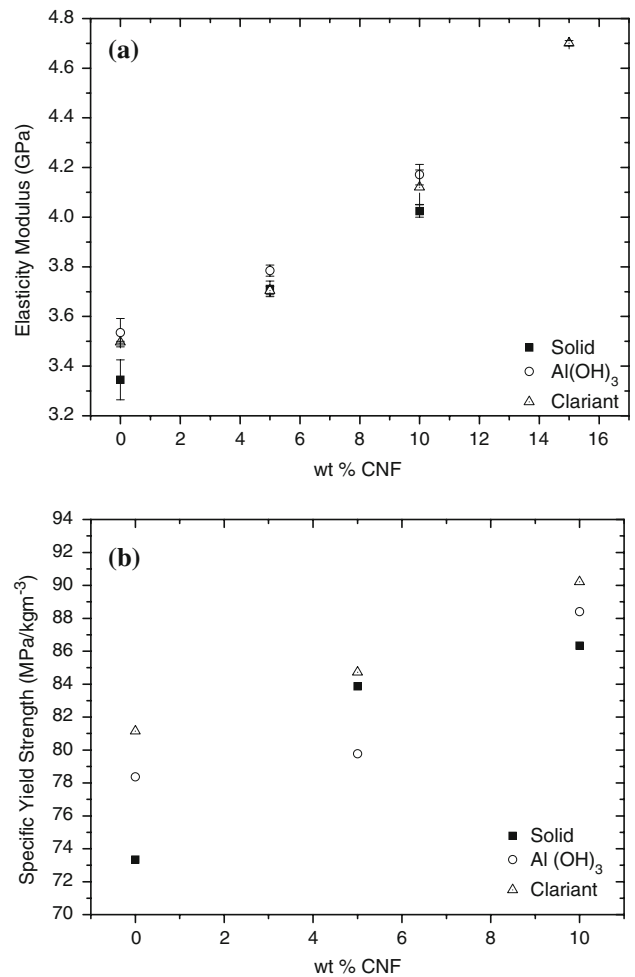 (a)
Elasticity Modulus (GPa)
4.8
4.6
4.4
4.2
4.0
3.8
3.6
3.4
3.2
0 2 4 6 8 10 12 14 16
wt % CNF
Solid
Al(OH)3
Clariant
(b)
Specific Yield Strength (MPa/kgm-3)
94
92
90
88
86
84
82
80
78
76
74
72
70
0 2 4 6 8 10
wt % CNF
Solid
Al (OH)3
Clariant